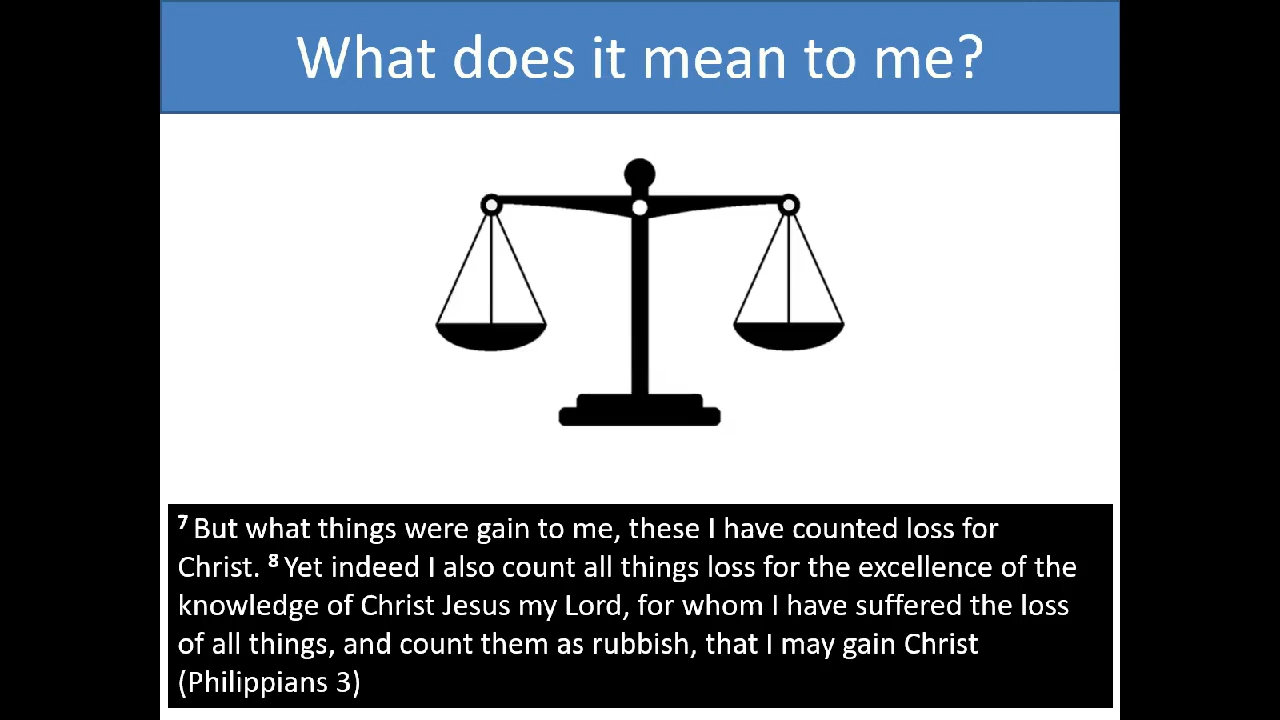 What does it mean to me?
⁷ But what things were gain to me, these I have counted loss for
Christ. ⁸ Yet indeed I also count all things loss for the excellence of the
knowledge of Christ Jesus my Lord, for whom I have suffered the loss
of all things, and count them as rubbish, that I may gain Christ
(Philippians 3)